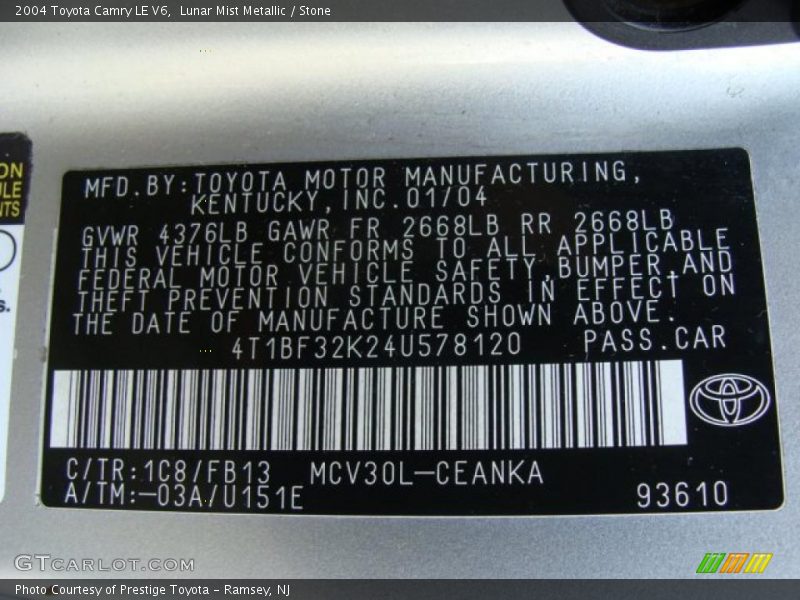 2004 Toyota Camry LE V6,  Lunar Mist Metallic / Stone
ON
ULE
NTS
s.
MFD.BY:TOYOTA MOTOR MANUFACTURING,
KENTUCKY,INC.01/04
GVWR 4376LB GAWR FR 2668LB RR 2668LB
THIS VEHICLE CONFORMS TO ALL APPLICABLE
FEDERAL MOTOR VEHICLE SAFETY,BUMPER,AND
THEFT PREVENTION STANDARDS IN EFFECT ON
THE DATE OF MANUFACTURE SHOWN ABOVE.
4T1BF32K24U578120 PASS.CAR
C/TR:1C8/FB13 MCV30L-CEANKA
A/TM:-03A/U151E 93610
GTCARLOT.COM
Photo Courtesy of Prestige Toyota - Ramsey, NJ